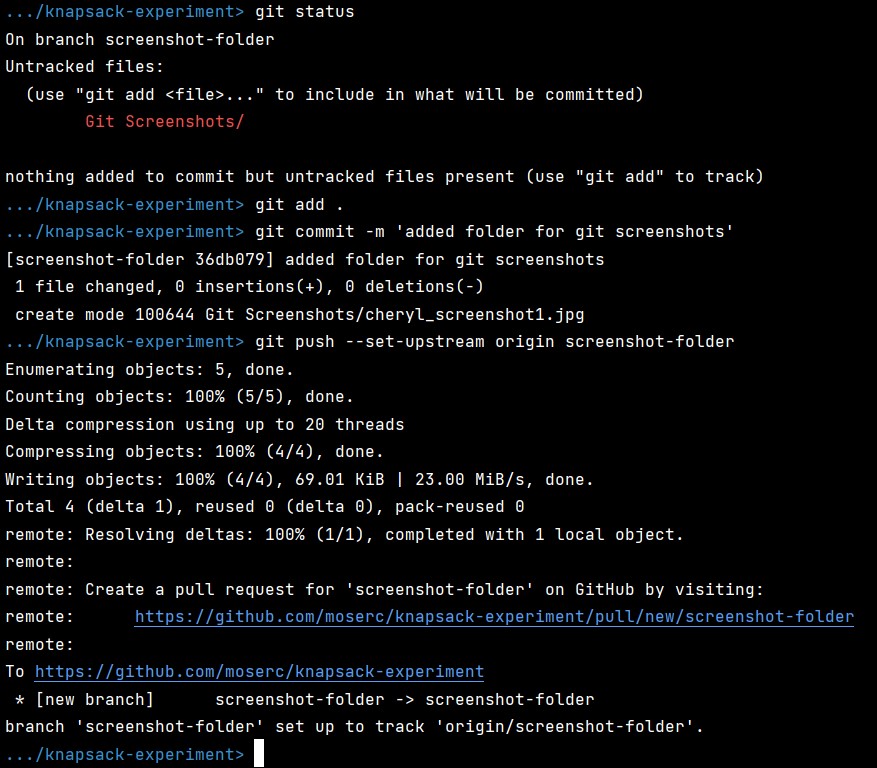 .../knapsack-experiment> git status
On branch screenshot-folder
Untracked files:
  (use "git add <file>..." to include in what will be committed)
        Git Screenshots/

nothing added to commit but untracked files present (use "git add" to track)
.../knapsack-experiment> git add .
.../knapsack-experiment> git commit -m 'added folder for git screenshots'
[screenshot-folder 36db079] added folder for git screenshots
 1 file changed, 0 insertions(+), 0 deletions(-)
 create mode 100644 Git Screenshots/cheryl_screenshot1.jpg
.../knapsack-experiment> git push --set-upstream origin screenshot-folder
Enumerating objects: 5, done.
Counting objects: 100% (5/5), done.
Delta compression using up to 20 threads
Compressing objects: 100% (4/4), done.
Writing objects: 100% (4/4), 69.01 KiB | 23.00 MiB/s, done.
Total 4 (delta 1), reused 0 (delta 0), pack-reused 0
remote: Resolving deltas: 100% (1/1), completed with 1 local object.
remote:
remote: Create a pull request for 'screenshot-folder' on GitHub by visiting:
remote:      https://github.com/moserc/knapsack-experiment/pull/new/screenshot-folder
remote:
To https://github.com/moserc/knapsack-experiment
 * [new branch]      screenshot-folder -> screenshot-folder
branch 'screenshot-folder' set up to track 'origin/screenshot-folder'.
.../knapsack-experiment>